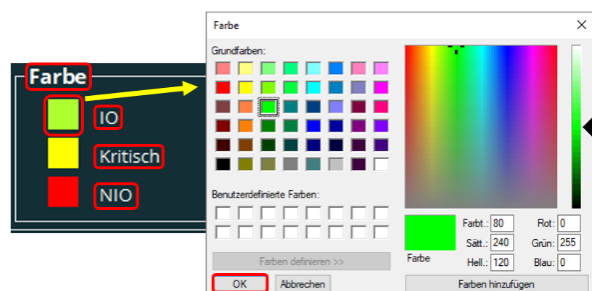 Farbe
IO
Kritisch
NIO
Farbe
Grundfarben:
Benutzerdefinierte Farben:
Farben definieren >>
OK Abbrechen
Farbe
Farbt.: 80 Rot: 0
Sätt.: 240 Grün: 255
Hell.: 120 Blau: 0
Farben hinzufügen